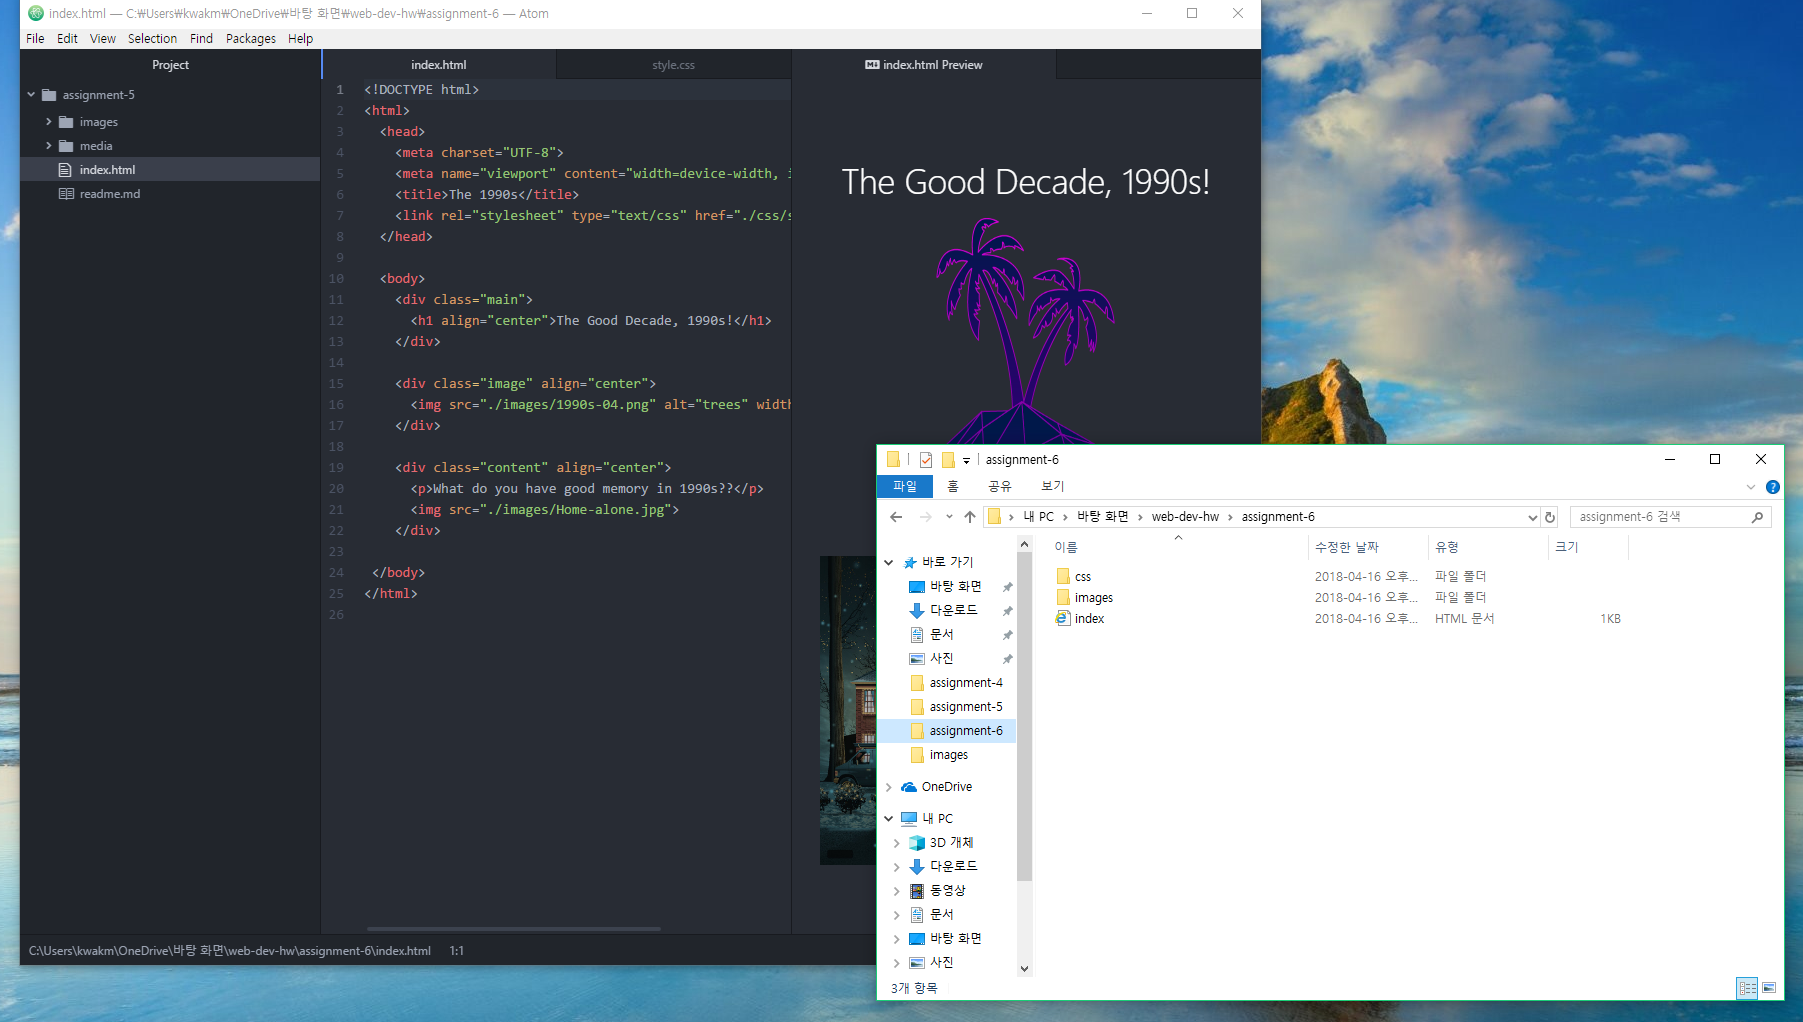 index.html — C:₩Users₩kwakm₩OneDrive₩바탕 화면₩web-dev-hw₩assignment-6 — Atom
File Edit View Selection Find Packages Help
Project
assignment-5
images
media
index.html
readme.md
index.html
style.css
index.html Preview
1 <!DOCTYPE html>
2 <html>
3 <head>
4 <meta charset="UTF-8">
5 <meta name="viewport" content="width=device-width, i
6 <title>The 1990s</title>
7 <link rel="stylesheet" type="text/css" href="./css/s
8 </head>
9
10 <body>
11 <div class="main">
12 <h1 align="center">The Good Decade, 1990s!</h1>
13 </div>
14
15 <div class="image" align="center">
16 <img src="./images/1990s-04.png" alt="trees" width
17 </div>
18
19 <div class="content" align="center">
20 <p>What do you have good memory in 1990s??</p>
21 <img src="./images/Home-alone.jpg">
22 </div>
23
24 </body>
25 </html>
26
The Good Decade, 1990s!
C:\Users\kwakm\OneDrive\바탕 화면\web-dev-hw\assignment-6\index.html 1:1
assignment-6
파일 홈 공유 보기
내 PC › 바탕 화면 › web-dev-hw › assignment-6
assignment-6 검색
바로 가기
바탕 화면
다운로드
문서
사진
assignment-4
assignment-5
assignment-6
images
OneDrive
내 PC
3D 개체
다운로드
동영상
문서
바탕 화면
사진
이름 수정한 날짜 유형 크기
css 2018-04-16 오후... 파일 폴더
images 2018-04-16 오후... 파일 폴더
index 2018-04-16 오후... HTML 문서 1KB
3개 항목